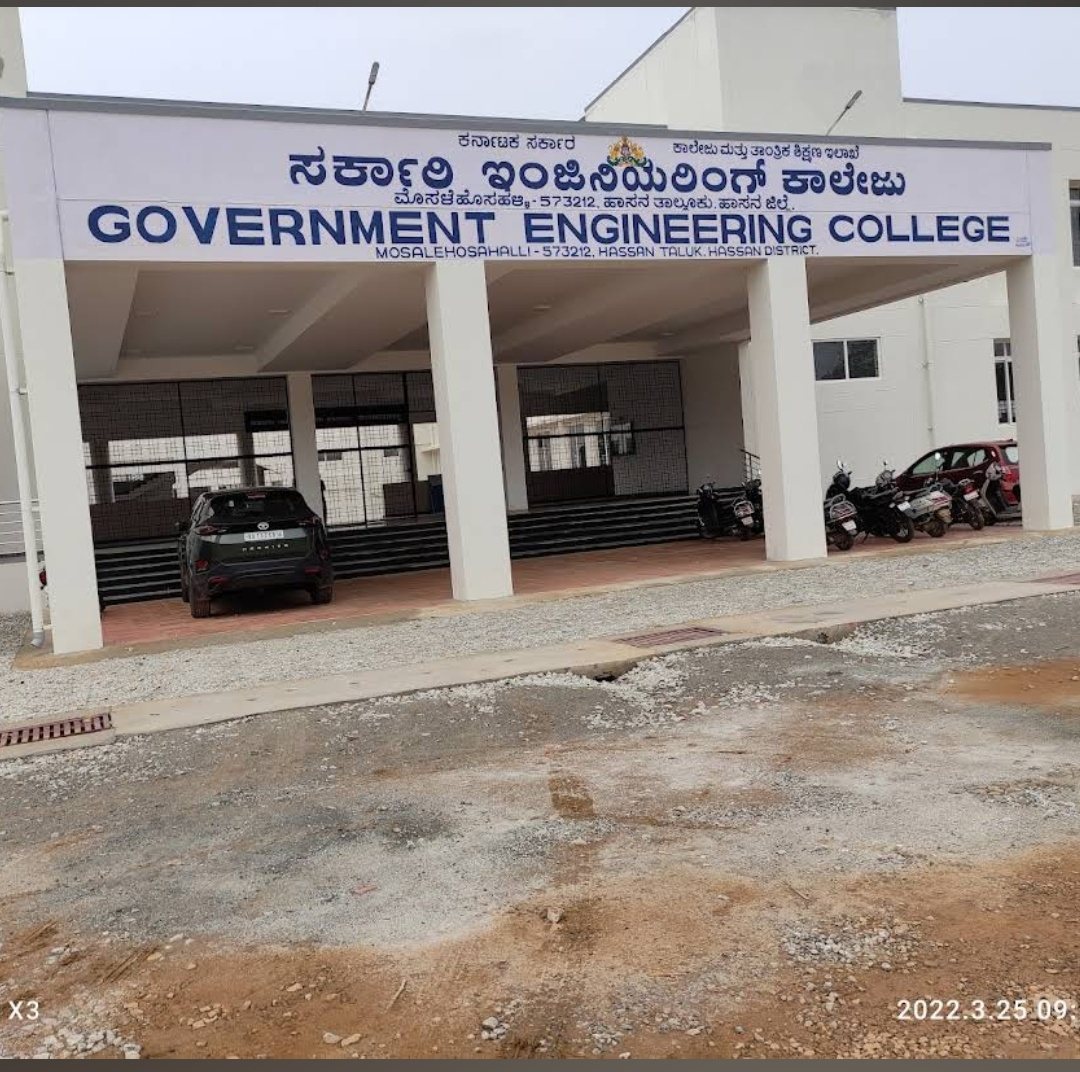 ಕರ್ನಾಟಕ ಸರ್ಕಾರ ಕಾಲೇಜು ಮತ್ತು ತಾಂತ್ರಿಕ ಶಿಕ್ಷಣ ಇಲಾಖೆ
ಸರ್ಕಾರಿ ಇಂಜಿನಿಯರಿಂಗ್ ಕಾಲೇಜು
ಮೊಸಳೆಹೊಸಹಳ್ಳಿ - 573212, ಹಾಸನ ತಾಲ್ಲೂಕು. ಹಾಸನ ಜಿಲ್ಲೆ.
GOVERNMENT ENGINEERING COLLEGE
MOSALEHOSAHALLI - 573212, HASSAN TALUK. HASSAN DISTRICT.
HARRIER
X3 2022.3.25 09: